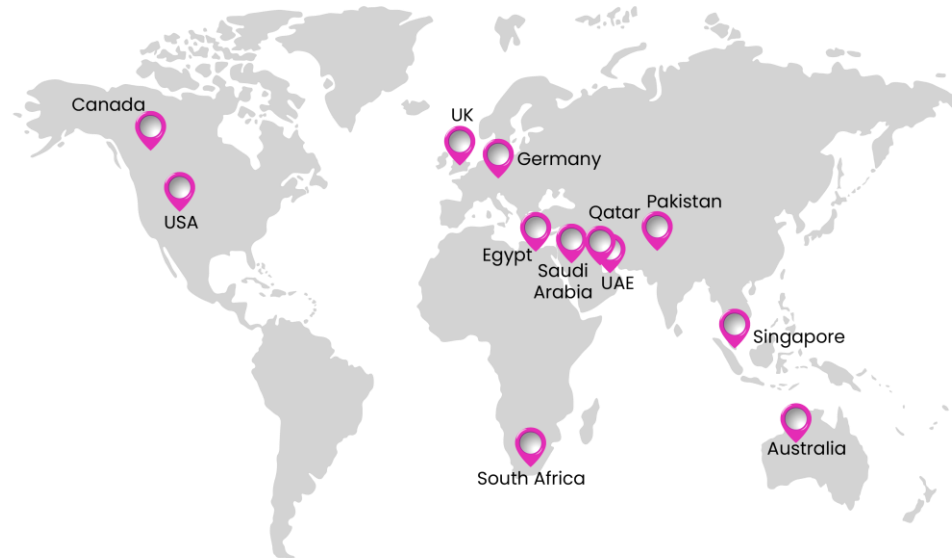 Canada
UK
Germany
USA
Qatar
Pakistan
Egypt
Saudi
Arabia
UAE
Singapore
Australia
South Africa